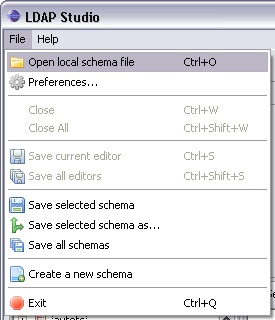 LDAP Studio
File Help
Open local schema file Ctrl+O
Preferences...
Close Ctrl+W
Close All Ctrl+Shift+W
Save current editor Ctrl+S
Save all editors Ctrl+Shift+S
Save selected schema
Save selected schema as...
Save all schemas
Create a new schema
Exit Ctrl+Q